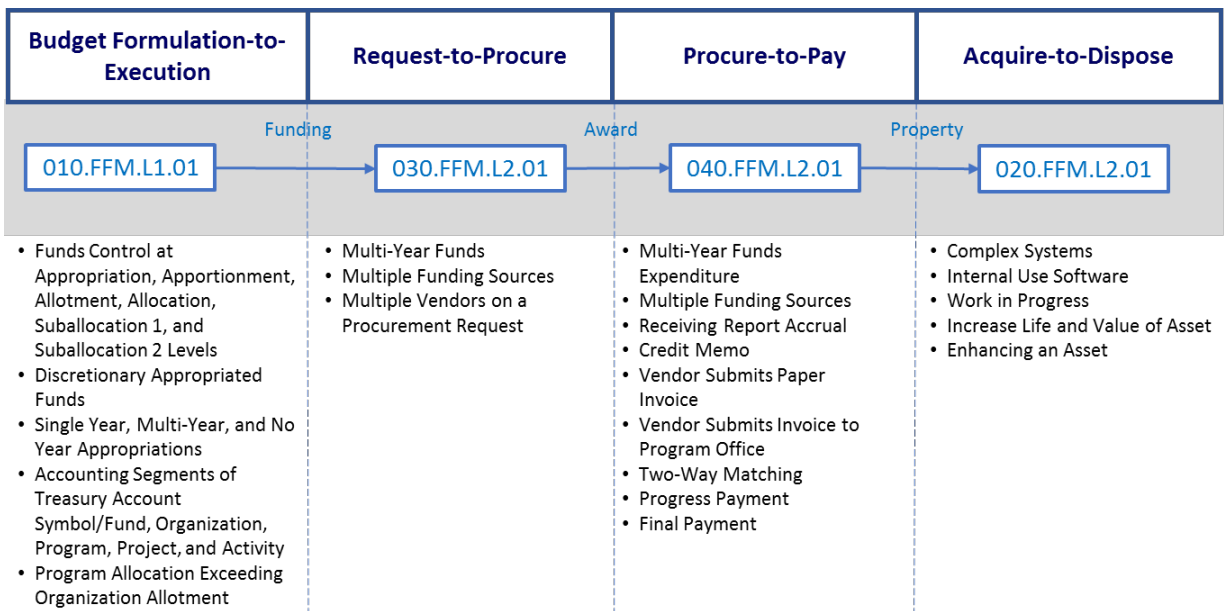 Budget Formulation-to-
Execution
Request-to-Procure
Procure-to-Pay
Acquire-to-Dispose
Funding
Award
Property
010.FFM.L1.01
030.FFM.L2.01
040.FFM.L2.01
020.FFM.L2.01
• Funds Control at
Appropriation, Apportionment,
Allotment, Allocation,
Suballocation 1, and
Suballocation 2 Levels
• Discretionary Appropriated
Funds
• Single Year, Multi-Year, and No
Year Appropriations
• Accounting Segments of
Treasury Account
Symbol/Fund, Organization,
Program, Project, and Activity
• Program Allocation Exceeding
Organization Allotment
• Multi-Year Funds
• Multiple Funding Sources
• Multiple Vendors on a
Procurement Request
• Multi-Year Funds
Expenditure
• Multiple Funding Sources
• Receiving Report Accrual
• Credit Memo
• Vendor Submits Paper
Invoice
• Vendor Submits Invoice to
Program Office
• Two-Way Matching
• Progress Payment
• Final Payment
• Complex Systems
• Internal Use Software
• Work in Progress
• Increase Life and Value of Asset
• Enhancing an Asset